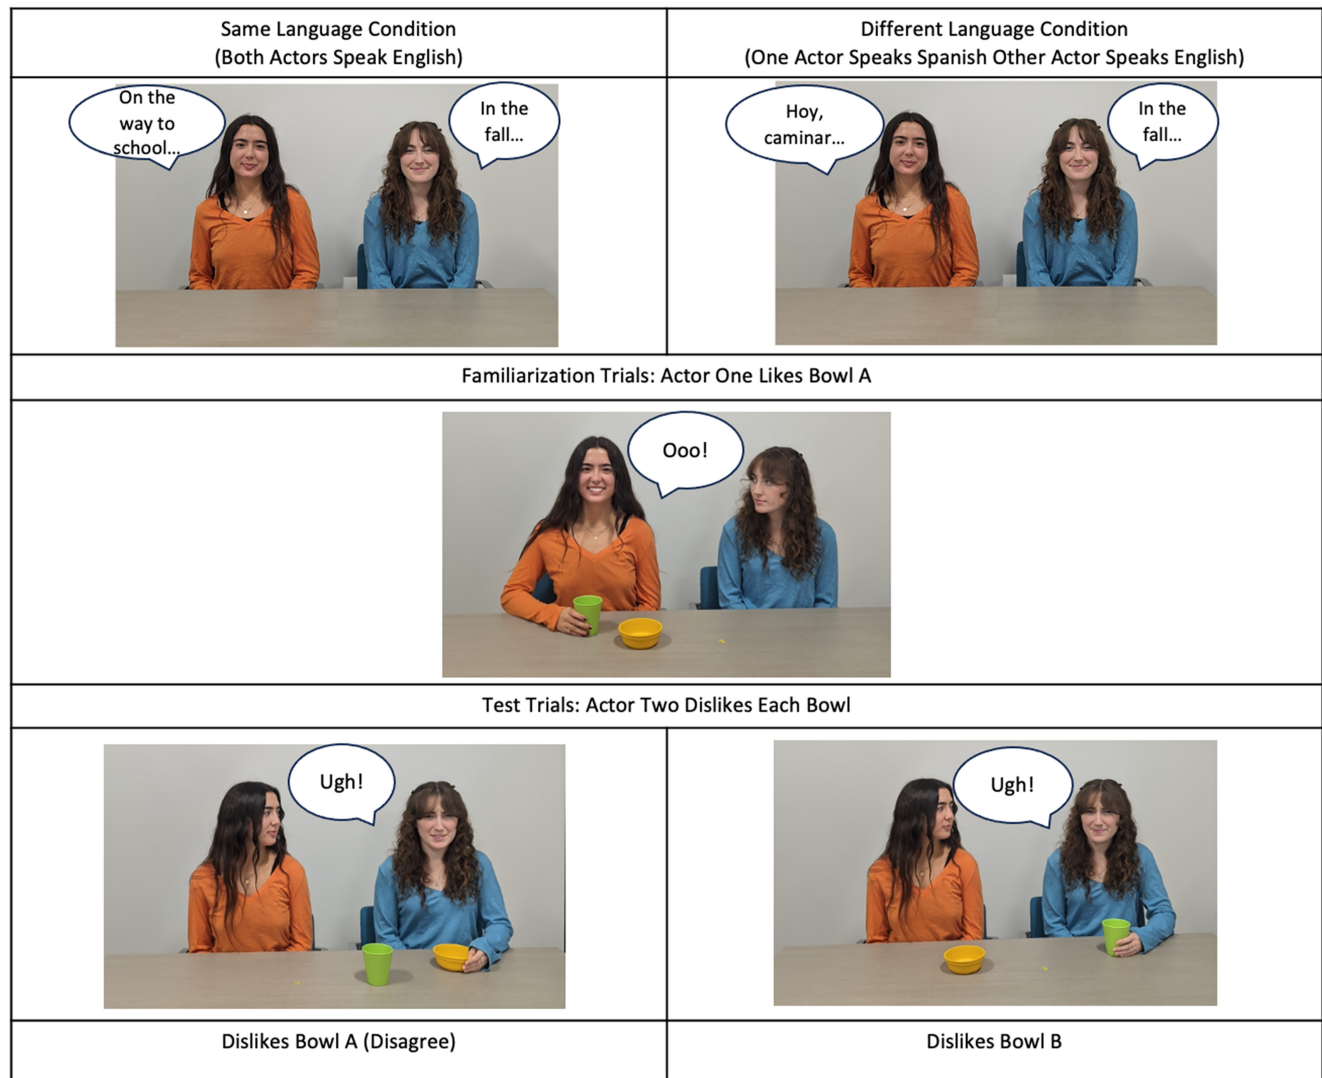 Same Language Condition
(Both Actors Speak English)
Different Language Condition
(One Actor Speaks Spanish Other Actor Speaks English)
On the
way to
school...
In the
fall...
Hoy,
caminar...
In the
fall...
Familiarization Trials: Actor One Likes Bowl A
Ooo!
Test Trials: Actor Two Dislikes Each Bowl
Ugh!
Ugh!
Dislikes Bowl A (Disagree)
Dislikes Bowl B